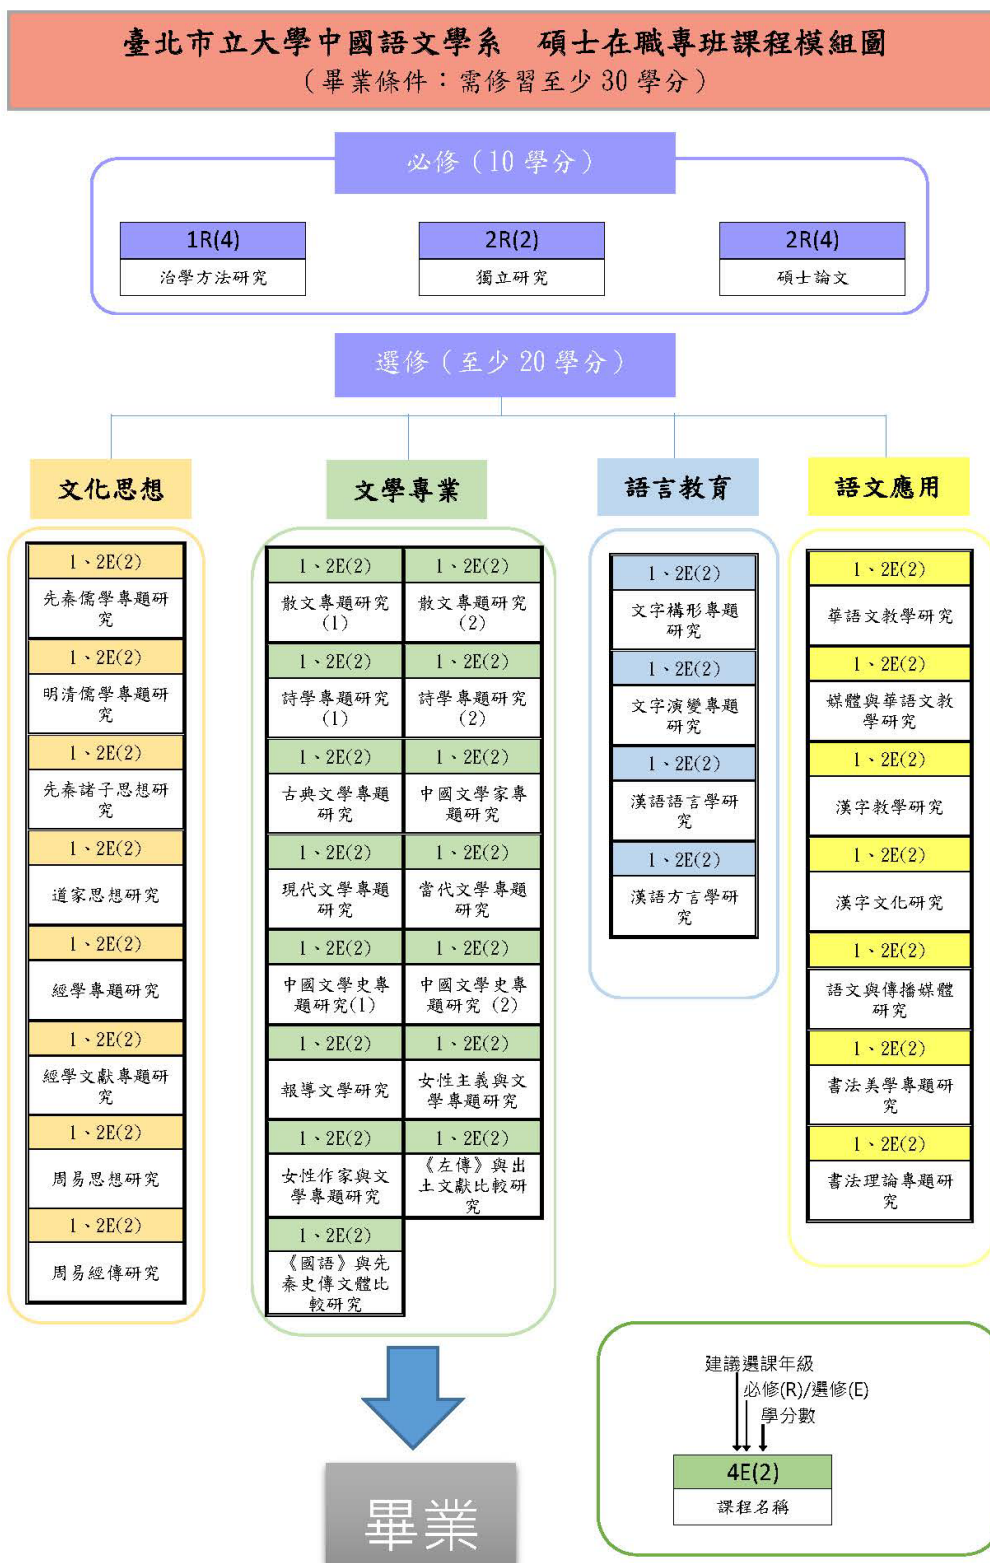 臺北市立大學中國語文學系　碩士在職專班課程模組圖
（畢業條件：需修習至少 30 學分）
必修（10 學分）
1R(4)
治學方法研究
2R(2)
獨立研究
2R(4)
碩士論文
選修（至少 20 學分）
文化思想
1、2E(2)
先秦儒學專題研
究
1、2E(2)
明清儒學專題研
究
1、2E(2)
先秦諸子思想研
究
1、2E(2)
道家思想研究
1、2E(2)
經學專題研究
1、2E(2)
經學文獻專題研
究
1、2E(2)
周易思想研究
1、2E(2)
周易經傳研究
文學專業
1、2E(2)
散文專題研究
(1)
1、2E(2)
散文專題研究
(2)
1、2E(2)
詩學專題研究
(1)
1、2E(2)
詩學專題研究
(2)
1、2E(2)
古典文學專題
研究
1、2E(2)
中國文學家專
題研究
1、2E(2)
現代文學專題
研究
1、2E(2)
當代文學專題
研究
1、2E(2)
中國文學史專
題研究(1)
1、2E(2)
中國文學史專
題研究 (2)
1、2E(2)
報導文學研究
1、2E(2)
女性主義與文
學專題研究
1、2E(2)
女性作家與文
學專題研究
1、2E(2)
《左傳》與出
土文獻比較研
究
1、2E(2)
《國語》與先
秦史傳文體比
較研究
語言教育
1、2E(2)
文字構形專題
研究
1、2E(2)
文字演變專題
研究
1、2E(2)
漢語語言學研
究
1、2E(2)
漢語方言學研
究
語文應用
1、2E(2)
華語文教學研究
1、2E(2)
媒體與華語文教
學研究
1、2E(2)
漢字教學研究
1、2E(2)
漢字文化研究
1、2E(2)
語文與傳播媒體
研究
1、2E(2)
書法美學專題研
究
1、2E(2)
書法理論專題研
究
畢業
建議選課年級
必修(R)/選修(E)
學分數
4E(2)
課程名稱